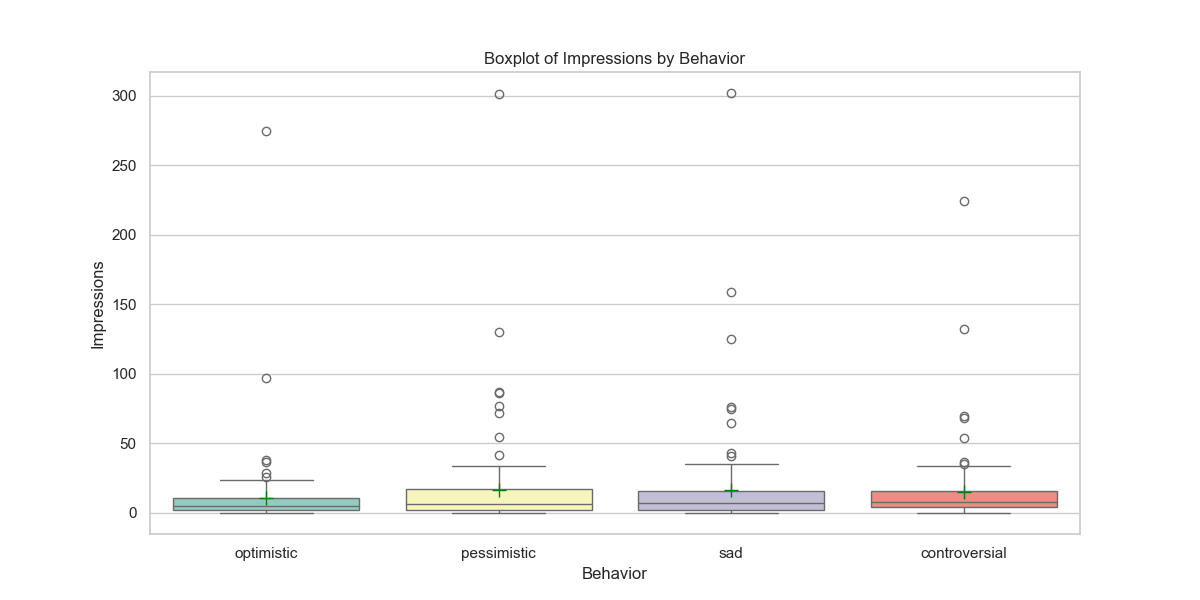 Boxplot of Impressions by Behavior
300
250
200
150
100
50
0
Impressions
optimistic
pessimistic
sad
controversial
Behavior